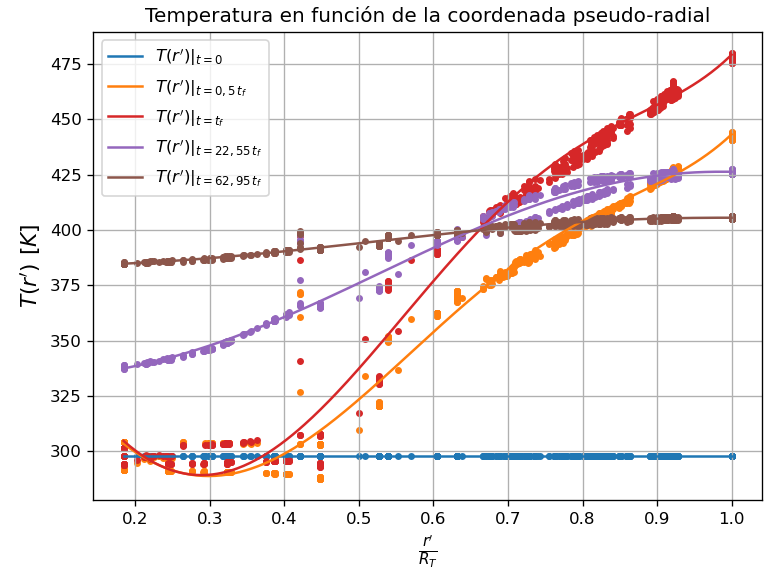 Temperatura en función de la coordenada pseudo-radial
T(r′)|t=0
T(r′)|t=0,5 tf
T(r′)|t=tf
T(r′)|t=22,55 tf
T(r′)|t=62,95 tf
T(r′) [K]
475
450
425
400
375
350
325
300
0.2 0.3 0.4 0.5 0.6 0.7 0.8 0.9 1.0
r′
RT